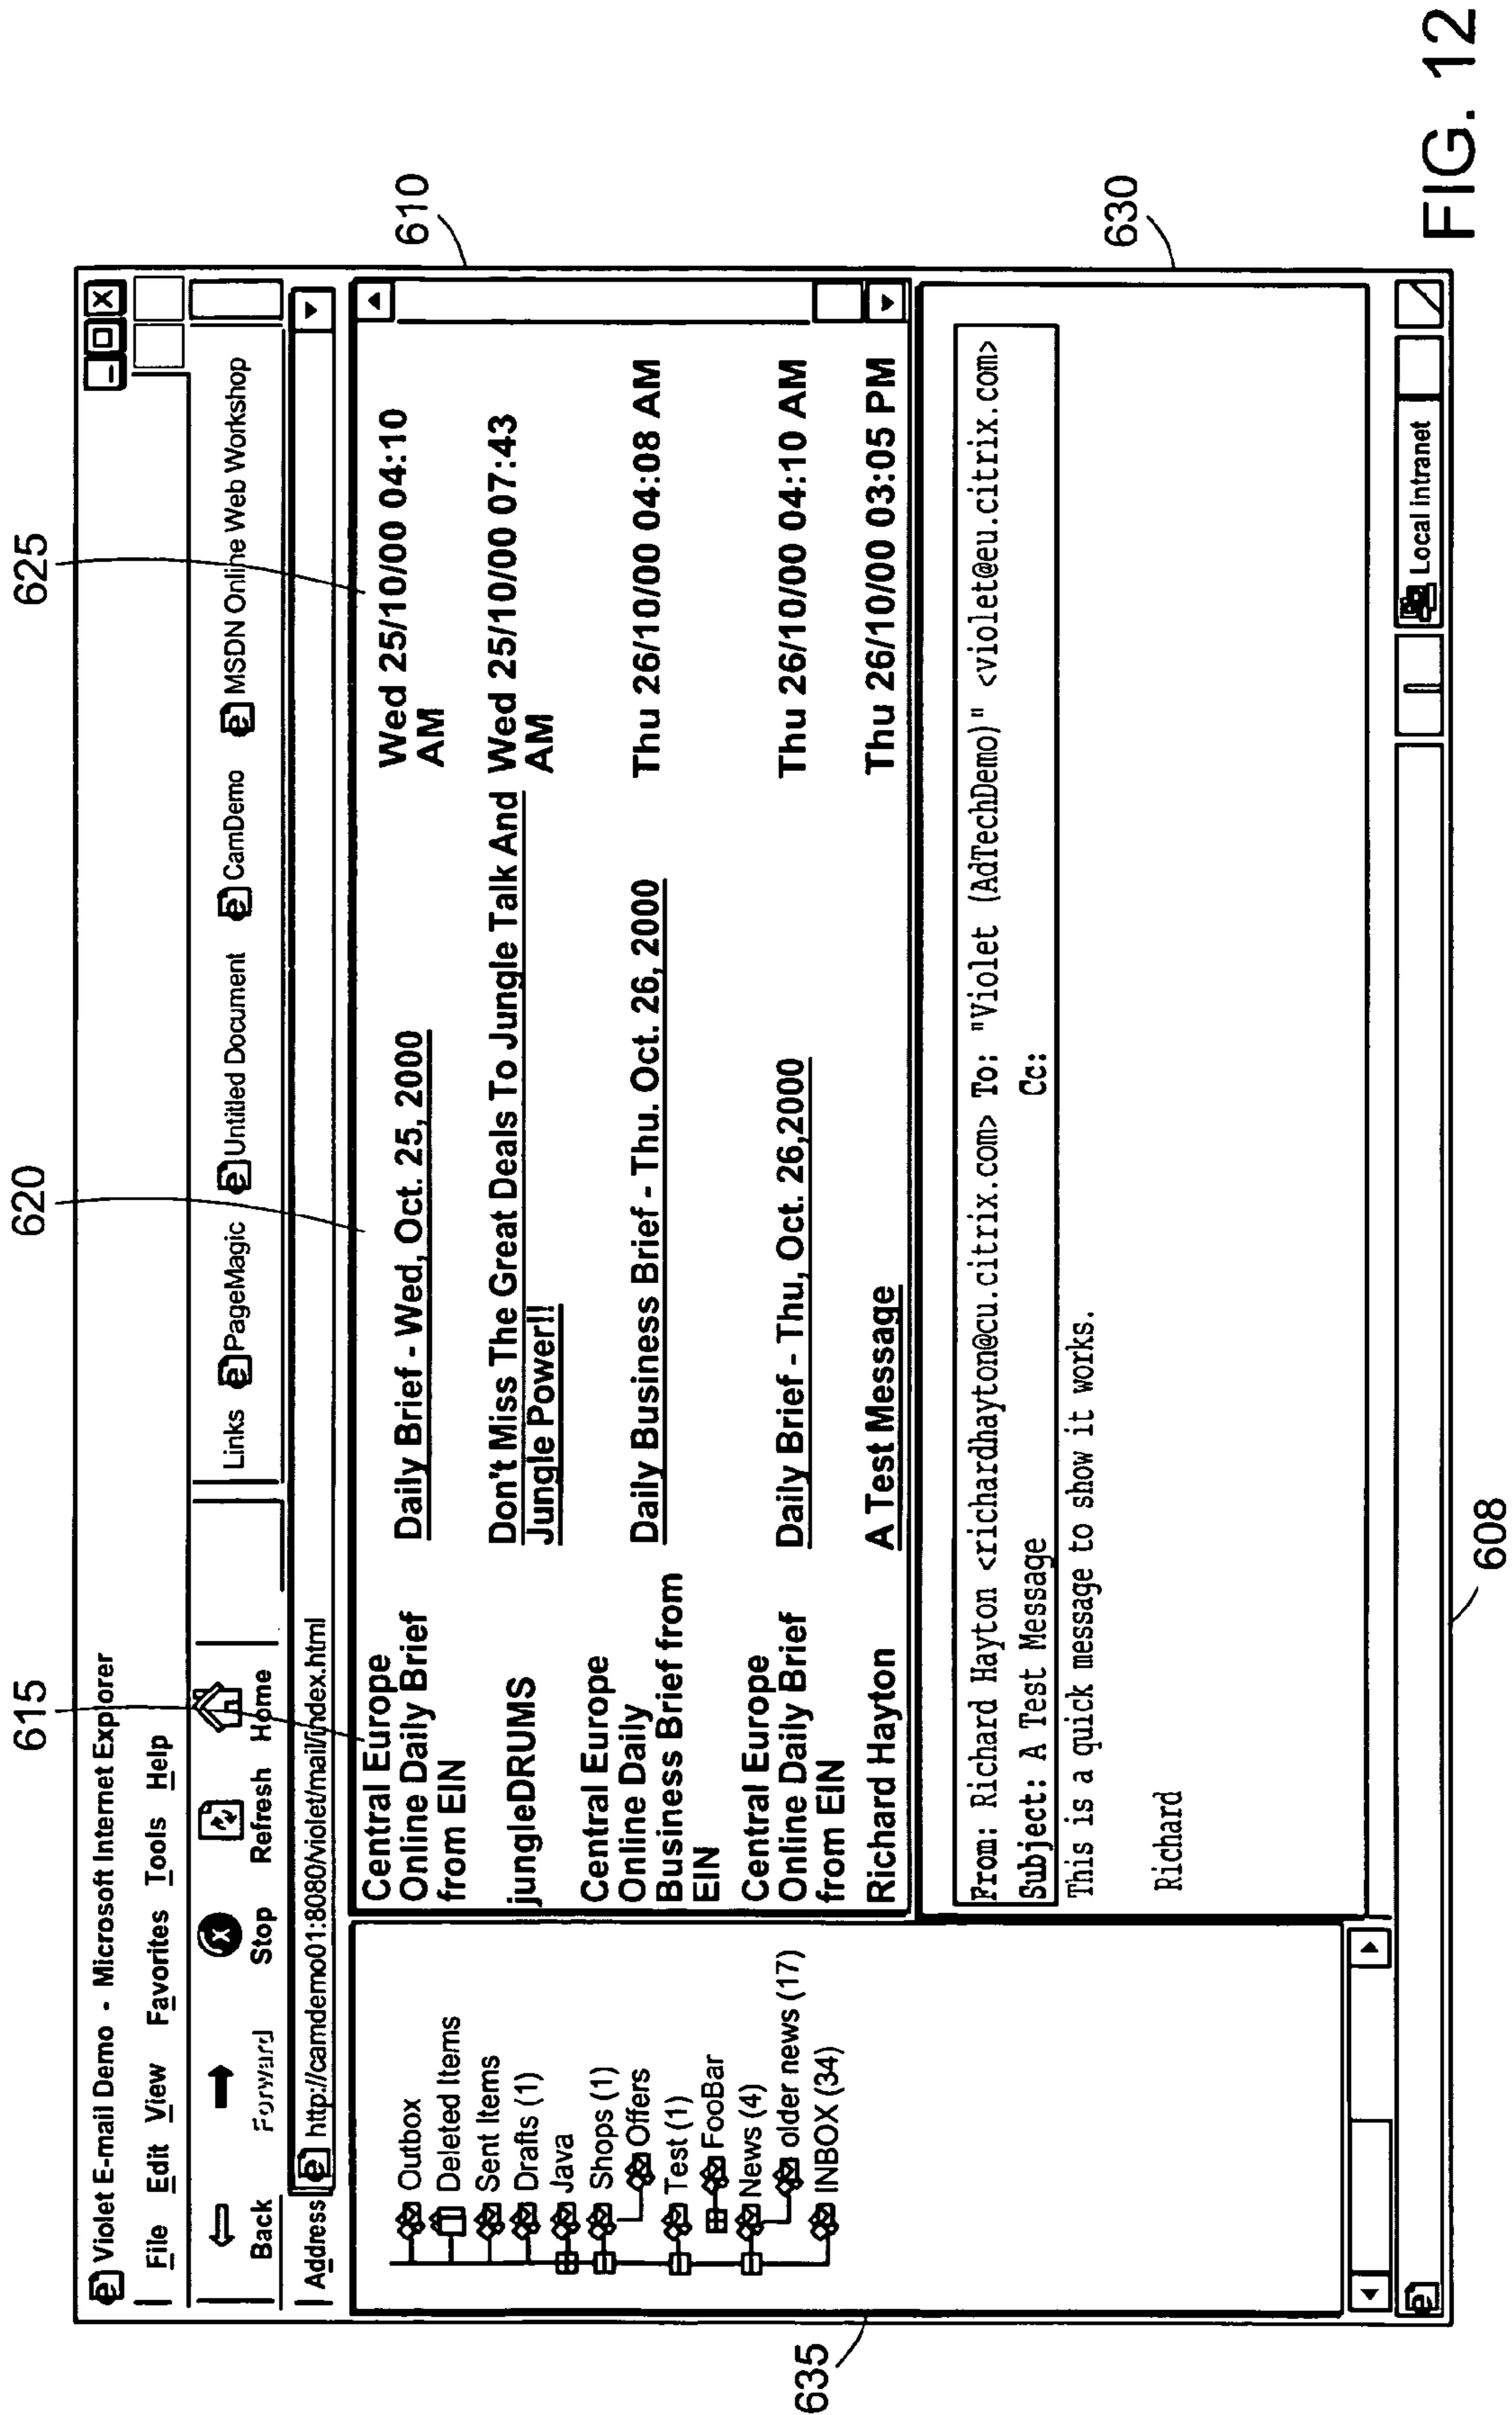 615
620
625
Violet E-mail Demo - Microsoft Internet Explorer
File Edit View Favorites Tools Help
Back Forward Stop Refresh Home
Links PageMagic Untitled Document CamDemo MSDN Online Web Workshop
Address http://camdemo01:8080/violet/mail/index.html
Outbox
Deleted Items
Sent Items
Drafts (1)
Java
Shops (1)
Offers
Test (1)
FooBar
News (4)
older news (17)
INBOX (34)
635
Central Europe
Online Daily Brief
from EIN
Daily Brief - Wed, Oct. 25, 2000
Wed 25/10/00 04:10
AM
jungleDRUMS
Don't Miss The Great Deals To Jungle Talk And
Jungle Power!!
Wed 25/10/00 07:43
AM
Central Europe
Online Daily
Business Brief from
EIN
Daily Business Brief - Thu. Oct. 26, 2000
Thu 26/10/00 04:08 AM
Central Europe
Online Daily Brief
from EIN
Daily Brief - Thu, Oct. 26,2000
Thu 26/10/00 04:10 AM
Richard Hayton
A Test Message
Thu 26/10/00 03:05 PM
610
From: Richard Hayton <richardhayton@cu.citrix.com> To: "Violet (AdTechDemo)" <violet@eu.citrix.com>
Subject: A Test Message Cc:
This is a quick message to show it works.
Richard
630
Local intranet
608
FIG. 12